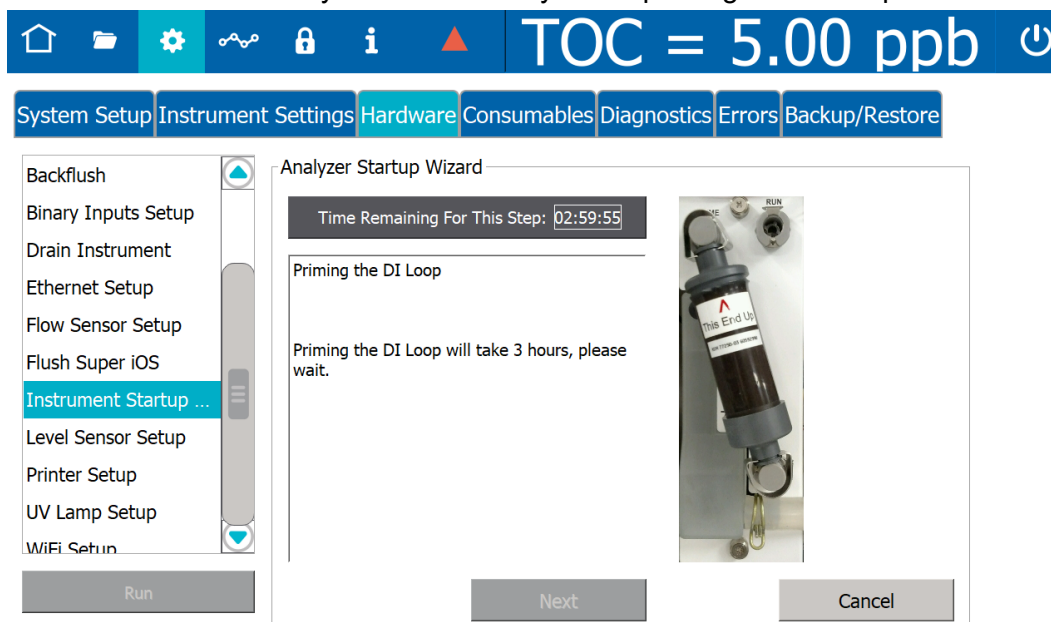 TOC = 5.00 ppb
System Setup Instrument Settings Hardware Consumables Diagnostics Errors Backup/Restore
Backflush
Binary Inputs Setup
Drain Instrument
Ethernet Setup
Flow Sensor Setup
Flush Super iOS
Instrument Startup ...
Level Sensor Setup
Printer Setup
UV Lamp Setup
WiFi Setup
Run
Analyzer Startup Wizard
Time Remaining For This Step: 02:59:55
Priming the DI Loop
Priming the DI Loop will take 3 hours, please
wait.
RUN
This End Up
Next
Cancel